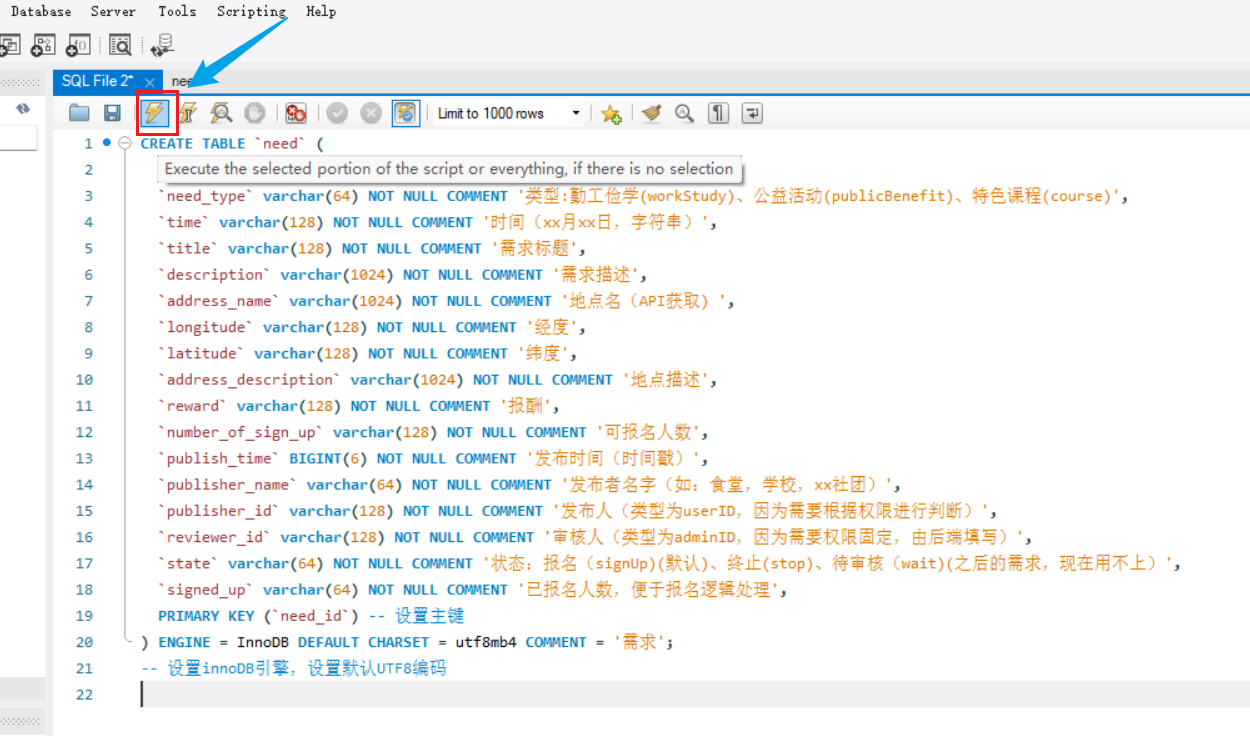 Database Server Tools Scripting Help
SQL File 2* × nee
Limit to 1000 rows
1 CREATE TABLE `need` (
2
Execute the selected portion of the script or everything, if there is no selection
3 `need_type` varchar(64) NOT NULL COMMENT '类型:勤工俭学(workStudy)、公益活动(publicBenefit)、特色课程(course)',
4 `time` varchar(128) NOT NULL COMMENT '时间（xx月xx日，字符串）',
5 `title` varchar(128) NOT NULL COMMENT '需求标题',
6 `description` varchar(1024) NOT NULL COMMENT '需求描述',
7 `address_name` varchar(1024) NOT NULL COMMENT '地点名（API获取) ',
8 `longitude` varchar(128) NOT NULL COMMENT '经度',
9 `latitude` varchar(128) NOT NULL COMMENT '纬度',
10 `address_description` varchar(1024) NOT NULL COMMENT '地点描述',
11 `reward` varchar(128) NOT NULL COMMENT '报酬',
12 `number_of_sign_up` varchar(128) NOT NULL COMMENT '可报名人数',
13 `publish_time` BIGINT(6) NOT NULL COMMENT '发布时间（时间戳）',
14 `publisher_name` varchar(64) NOT NULL COMMENT '发布者名字（如：食堂，学校，xx社团）',
15 `publisher_id` varchar(128) NOT NULL COMMENT '发布人（类型为userID，因为需要根据权限进行判断）',
16 `reviewer_id` varchar(128) NOT NULL COMMENT '审核人（类型为adminID，因为需要权限固定，由后端填写）',
17 `state` varchar(64) NOT NULL COMMENT '状态：报名（signUp)(默认)、终止(stop)、待审核（wait)(之后的需求，现在用不上）',
18 `signed_up` varchar(64) NOT NULL COMMENT '已报名人数，便于报名逻辑处理',
19 PRIMARY KEY (`need_id`) -- 设置主键
20 ) ENGINE = InnoDB DEFAULT CHARSET = utf8mb4 COMMENT = '需求';
21 -- 设置innoDB引擎，设置默认UTF8编码
22